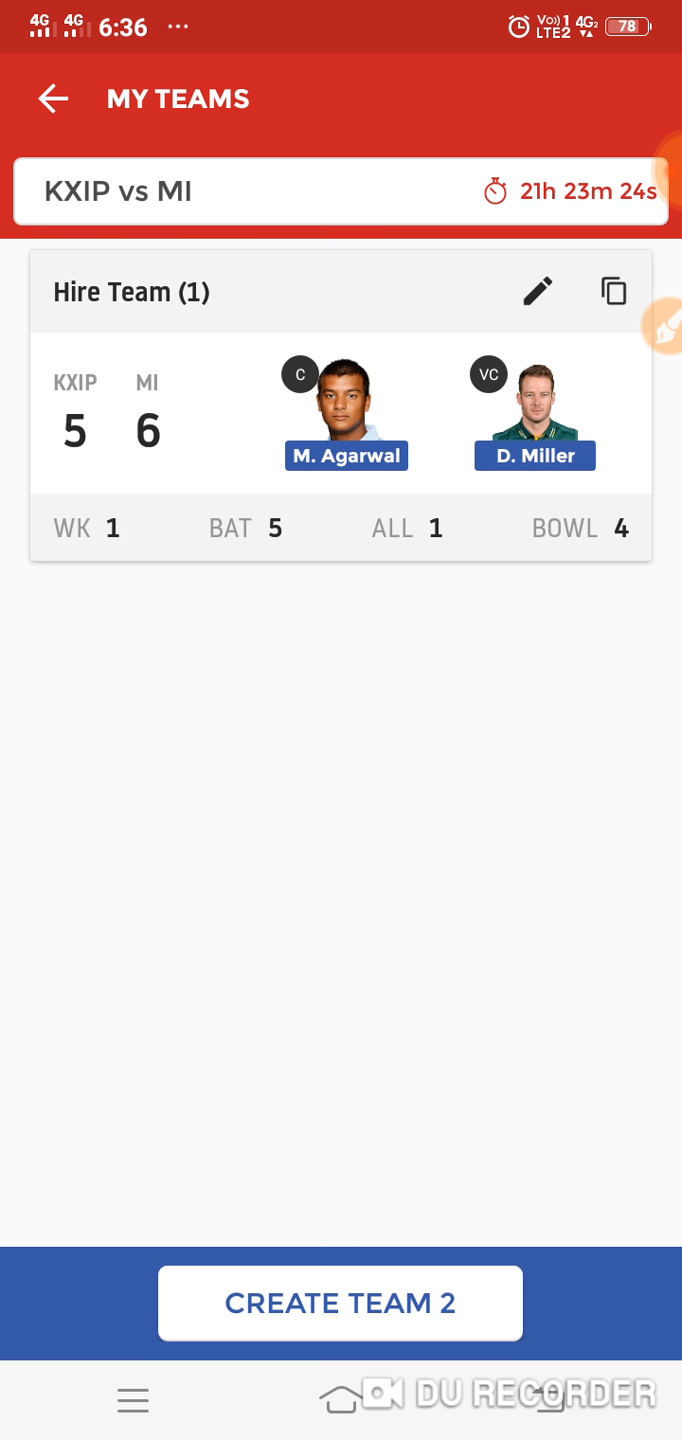 4G 4G 6:36 ... Vo)) 1 LTE2 4G2 78
MY TEAMS
KXIP vs MI 21h 23m 24s
Hire Team (1)
KXIP MI C VC
5 6
M. Agarwal D. Miller
WK 1 BAT 5 ALL 1 BOWL 4
CREATE TEAM 2
DU RECORDER